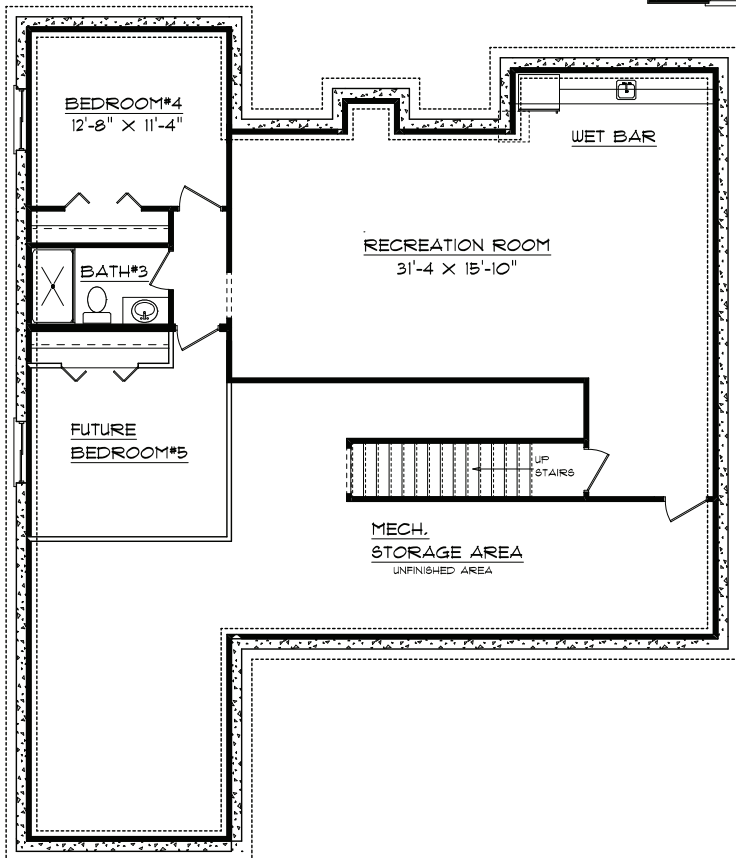 BEDROOM#4
12'-8" X 11'-4"
WET BAR
RECREATION ROOM
31'-4 X 15'-10"
BATH#3
FUTURE
BEDROOM#5
UP
STAIRS
MECH.
STORAGE AREA
UNFINISHED AREA